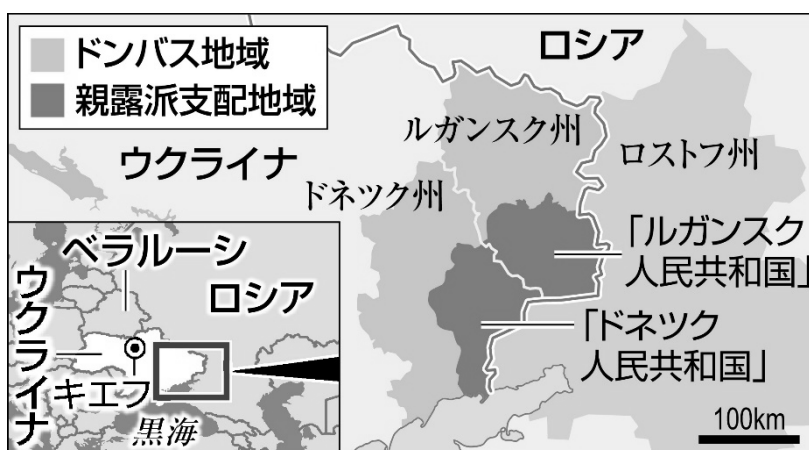 ドンバス地域
親露派支配地域
ロシア
ルガンスク州
ウクライナ
ロストフ州
ドネツク州
「ルガンスク
人民共和国」
「ドネツク
人民共和国」
100km
ベラルーシ
ロシア
ウクライナ
キエフ
黒海